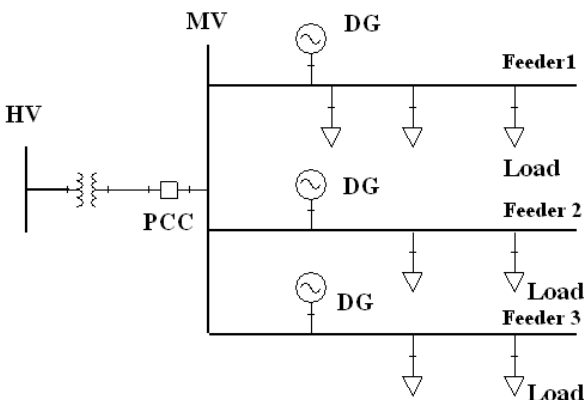 MV
DG
Feeder1
HV
Load
DG
PCC
Feeder 2
DG
Load
Feeder 3
Load